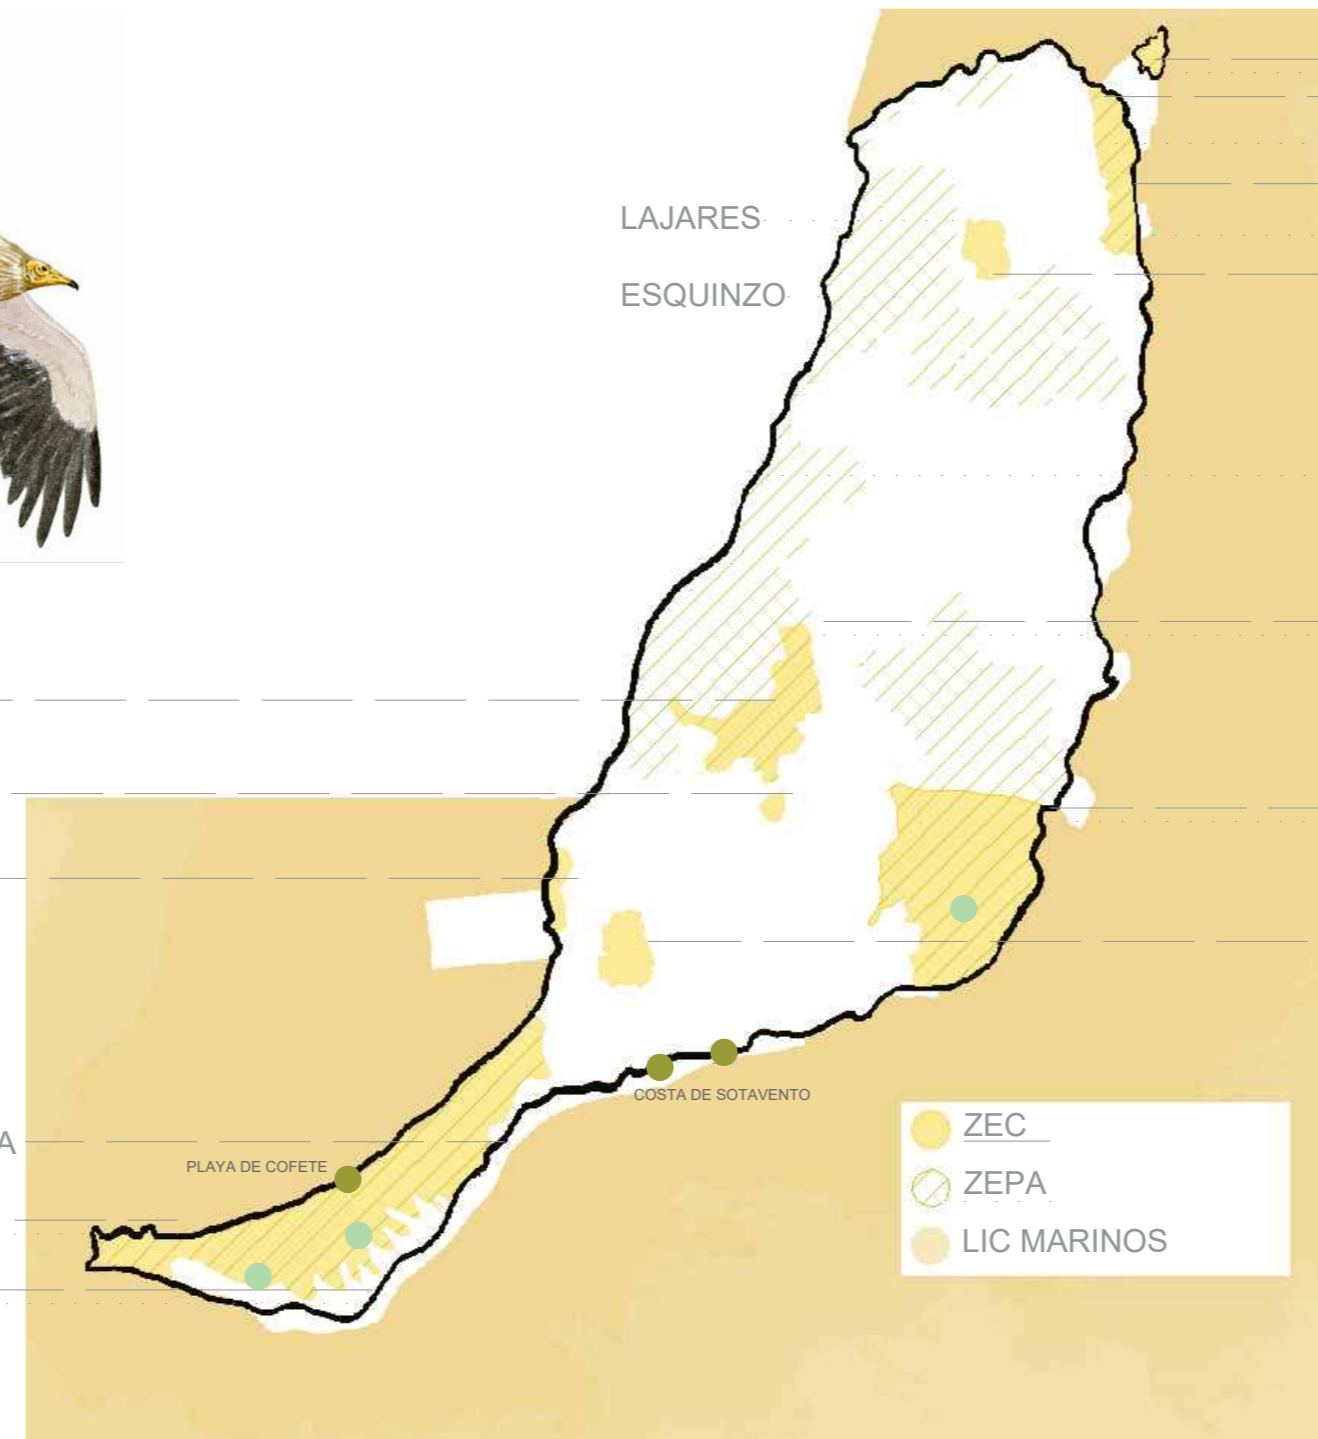 LAJARES
ESQUINZO
COSTA DE SOTAVENTO
ZEC
A
PLAYA DE COFETE
ZEPA
LIC MARINOS